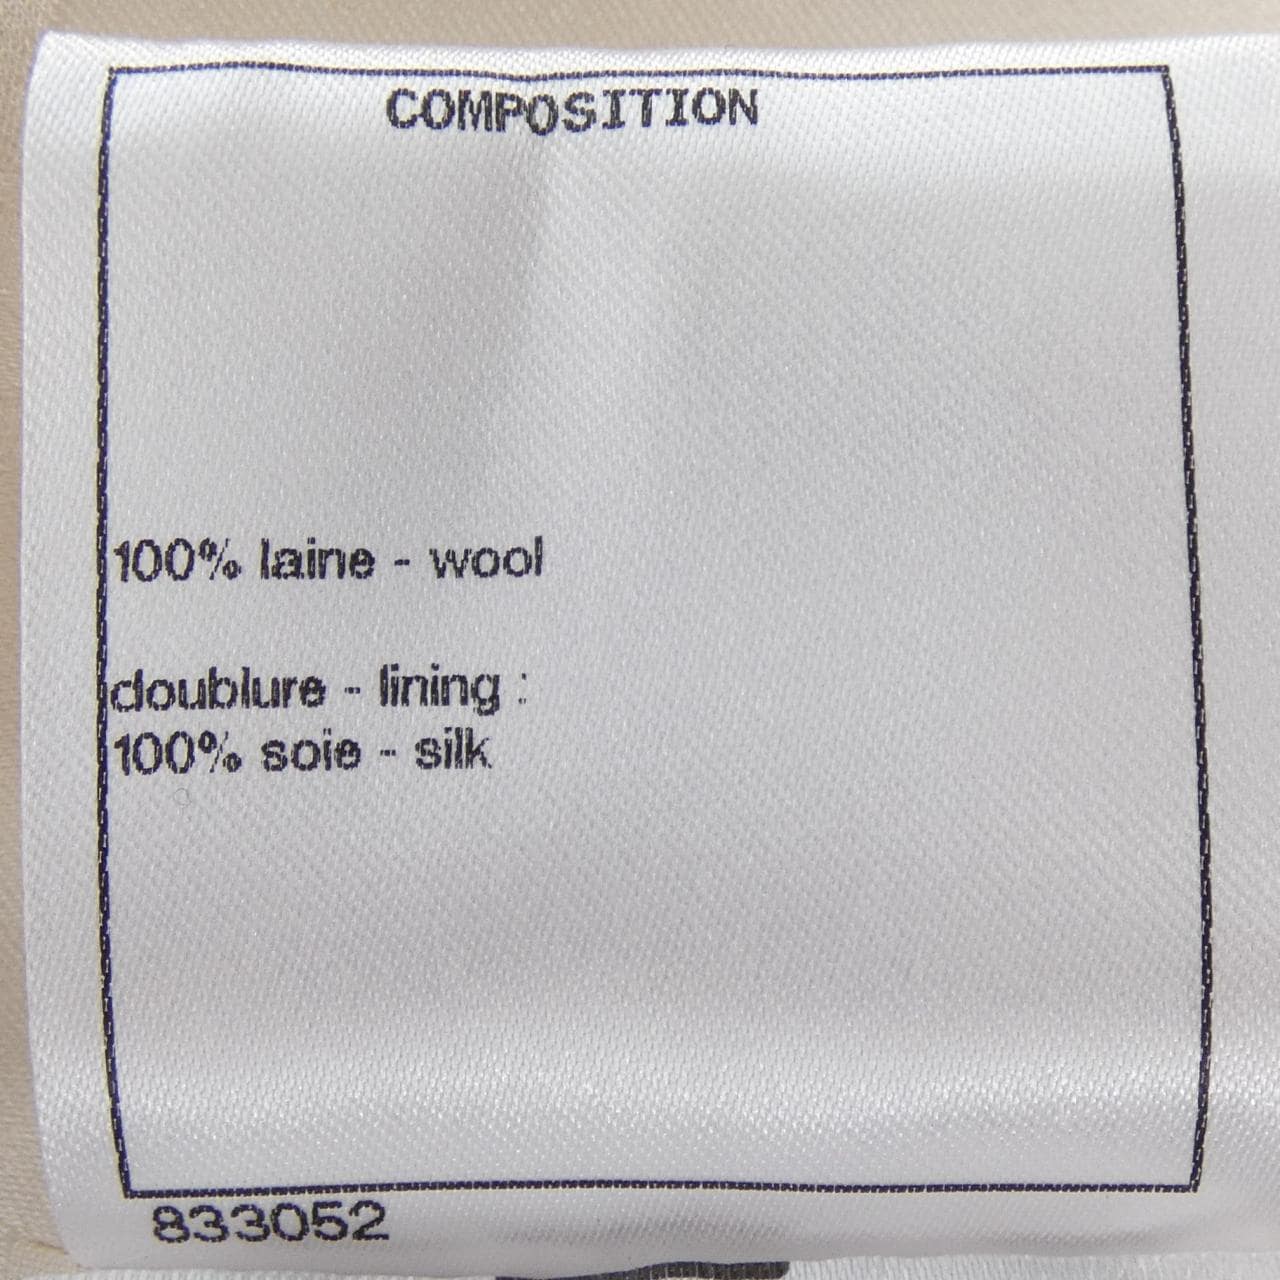 COMPOSITION
100% laine - wool
doublure - lining :
100% soie - silk
833052